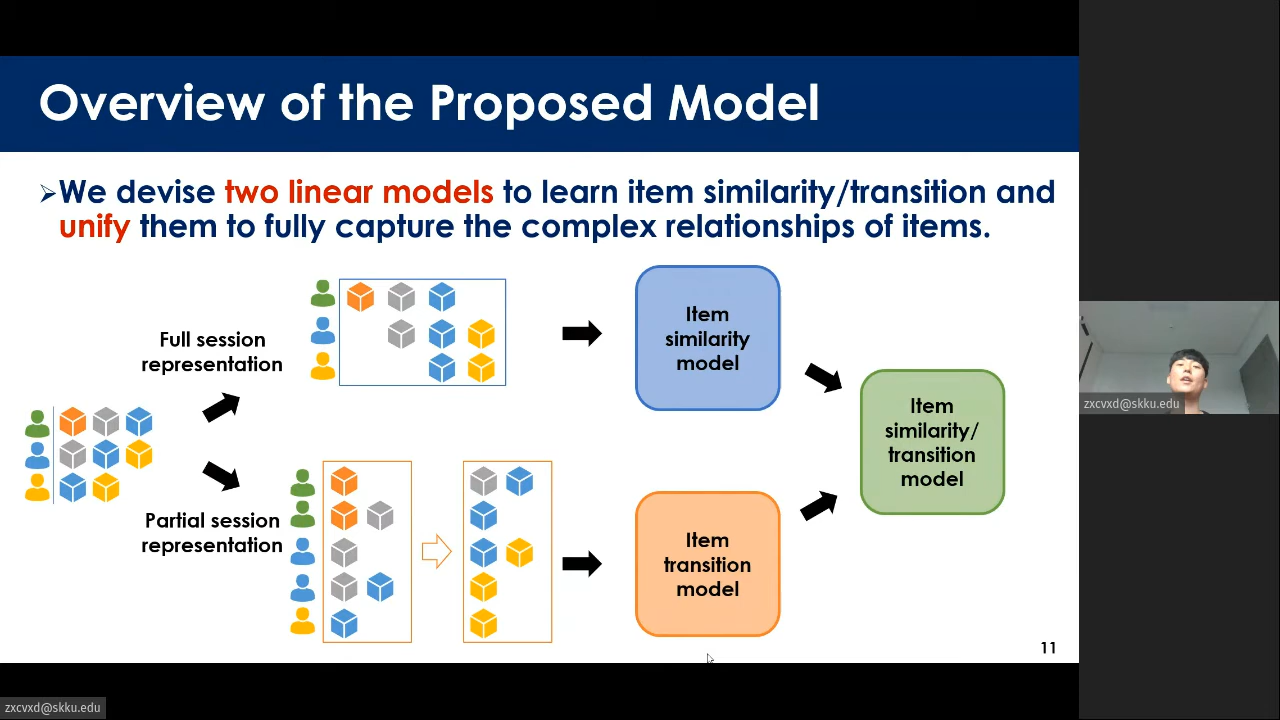 Overview of the Proposed Model
We devise two linear models to learn item similarity/transition and
unify them to fully capture the complex relationships of items.
Full session
representation
Item
similarity
model
Item
similarity/
transition
model
Partial session
representation
Item
transition
model
11
zxcvxd@skku.edu
zxcvxd@skku.edu